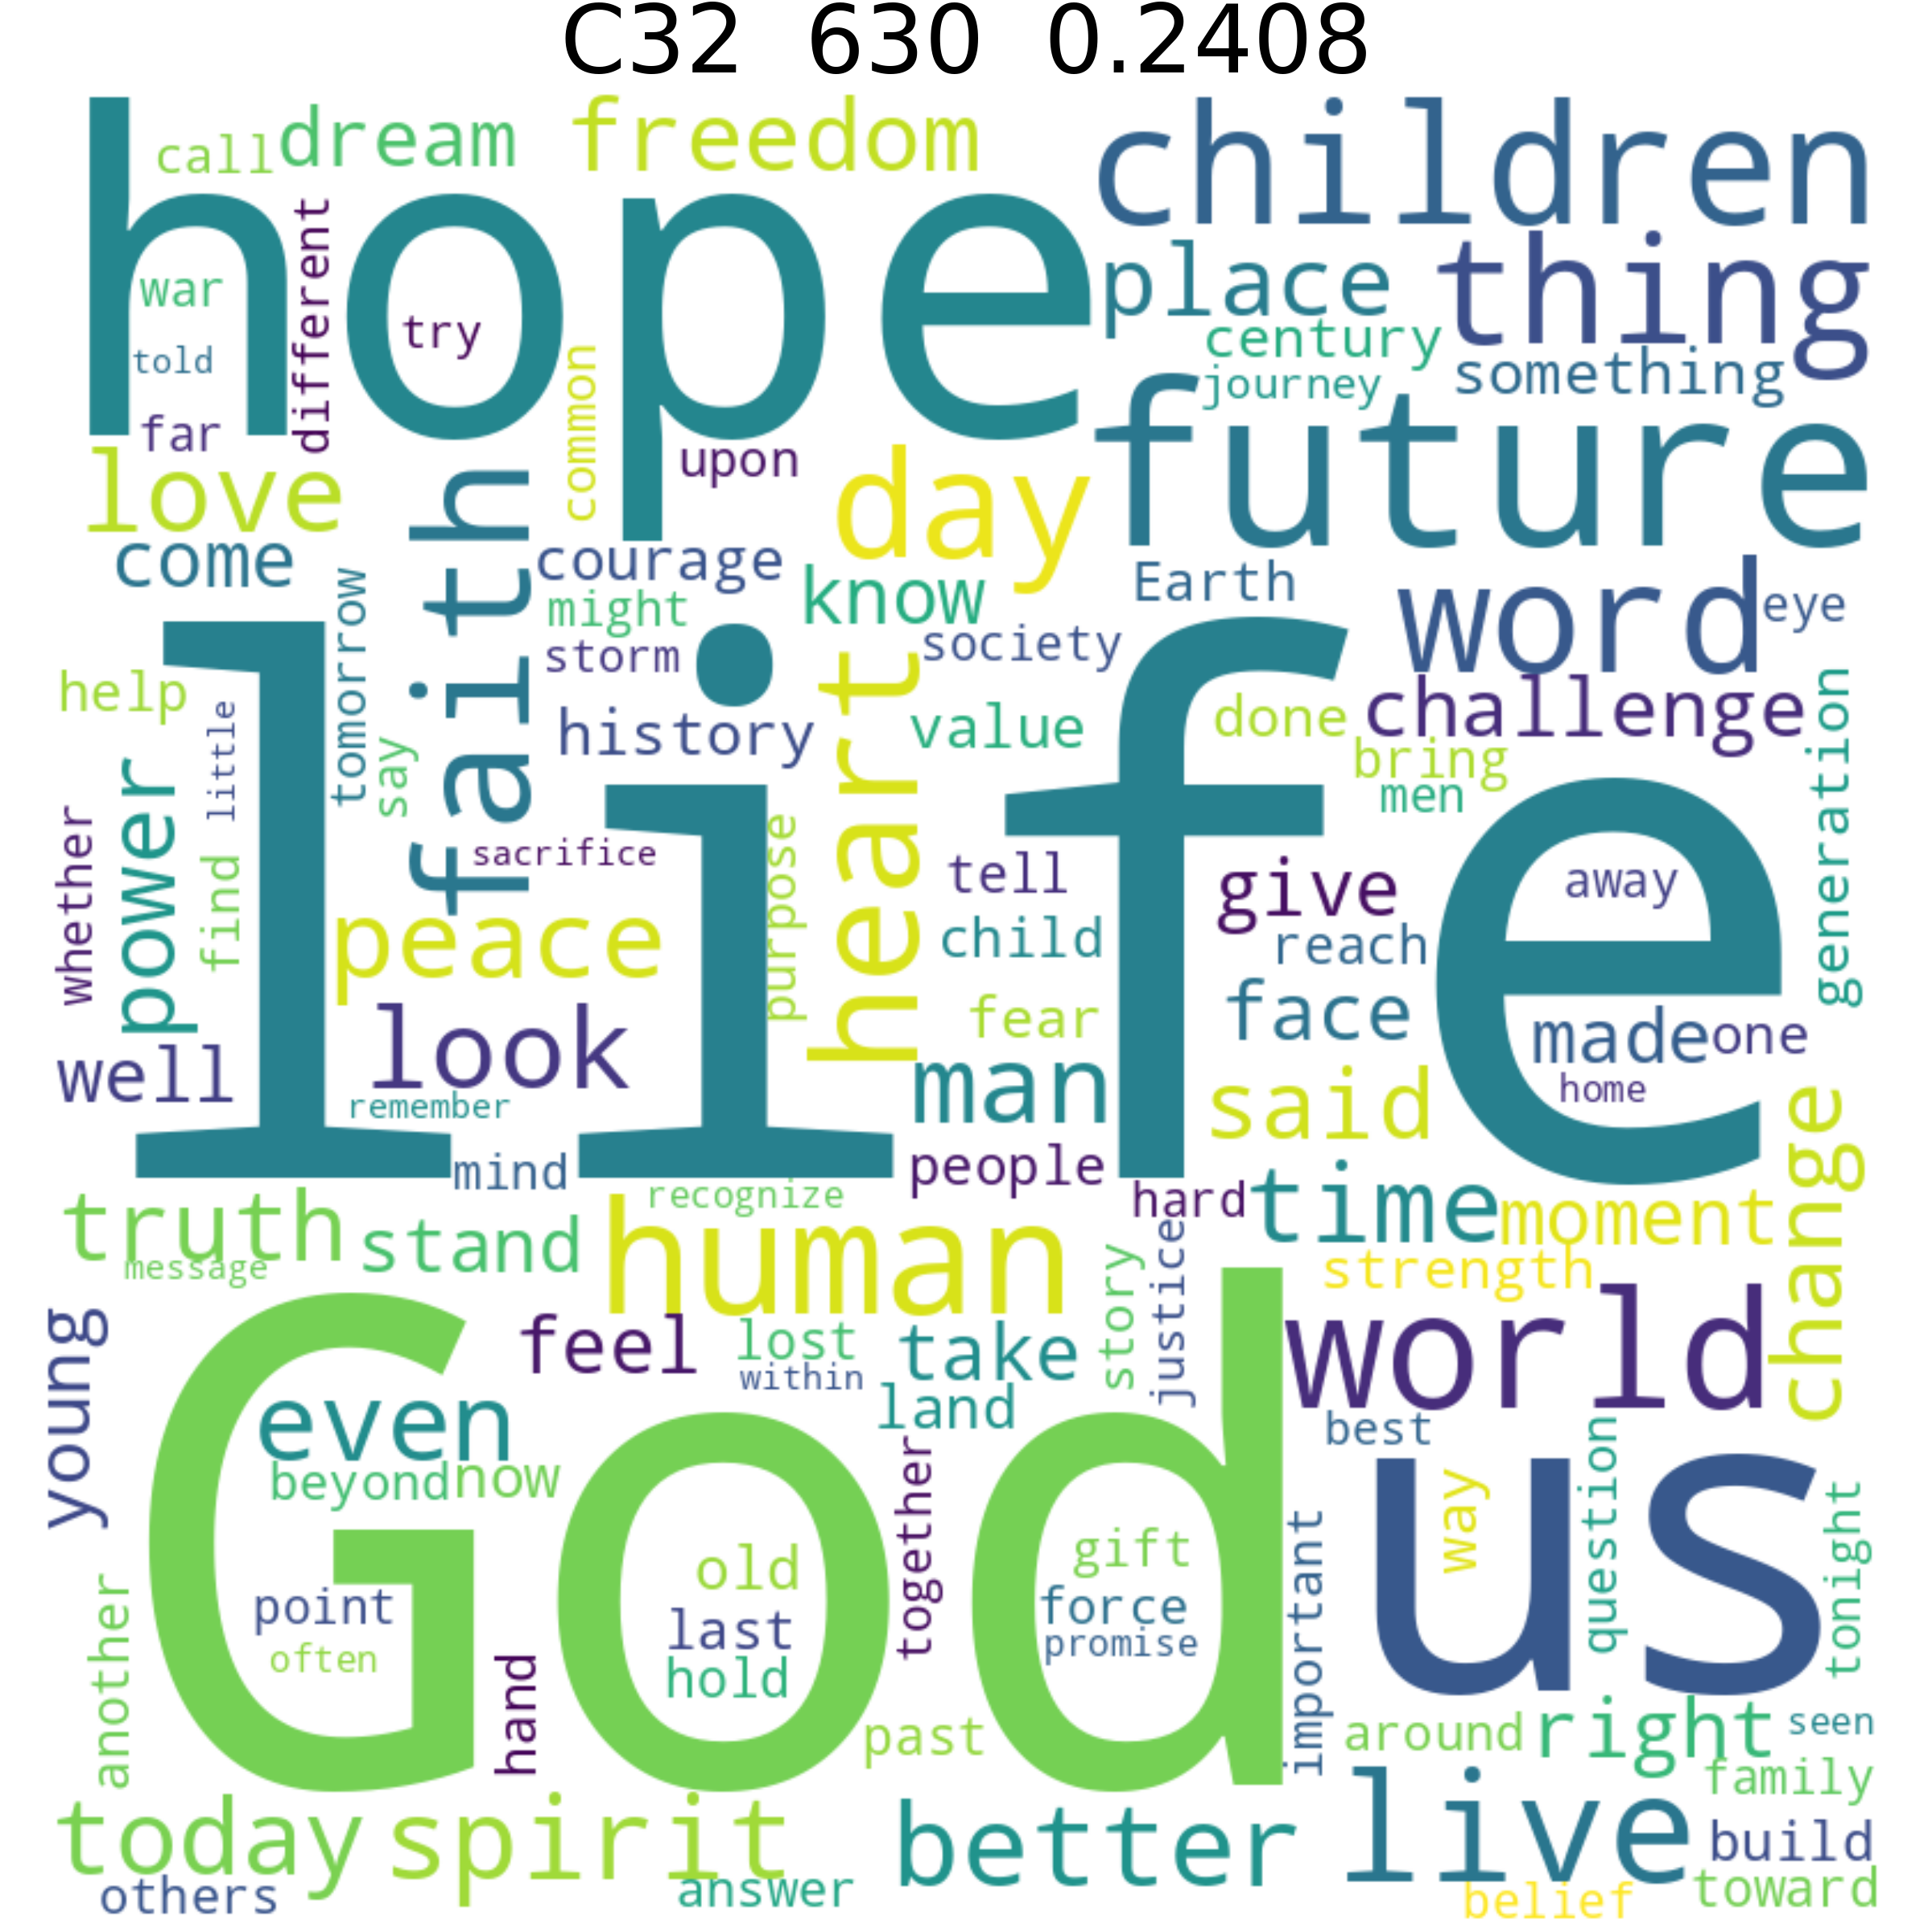 C32 630 0.2408
call
dream
freedom
children
hope
different
war
try
told
far
common
place
thing
century
journey
something
future
love
upon
day
come
faith
courage
might
storm
know
Earth
word
eye
society
tomorrow
help
little
say
history
value
heart
done
challenge
bring
men
generation
life
power
whether
find
sacrifice
purpose
peace
tell
child
give
reach
away
look
fear
face
made
one
home
well
remember
man
said
mind
people
hard
time
moment
change
recognize
truth
message
stand
human
story
justice
strength
young
feel
lost
within
take
land
world
best
God
even
beyond
now
us
way
question
tonight
together
old
last
hold
gift
force
promise
important
point
often
another
hand
past
around
right
seen
family
today
spirit
better
live
build
others
answer
belief
toward